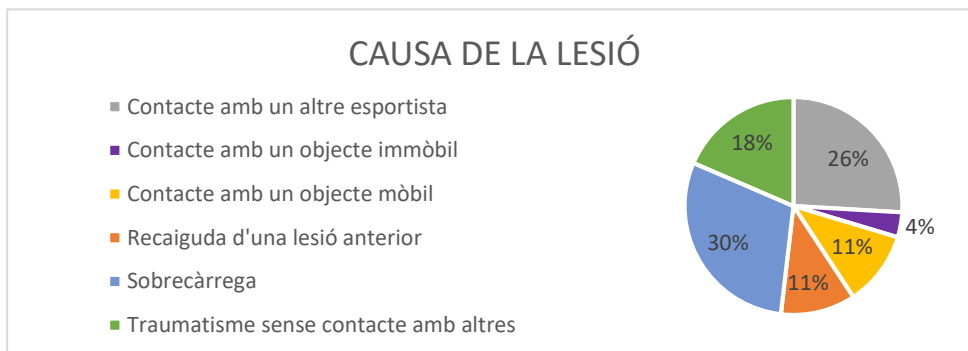 CAUSA DE LA LESIÓ
Contacte amb un altre esportista
Contacte amb un objecte immòbil
Contacte amb un objecte mòbil
Recaiguda d'una lesió anterior
Sobrecàrrega
Traumatisme sense contacte amb altres
26%
4%
11%
11%
30%
18%